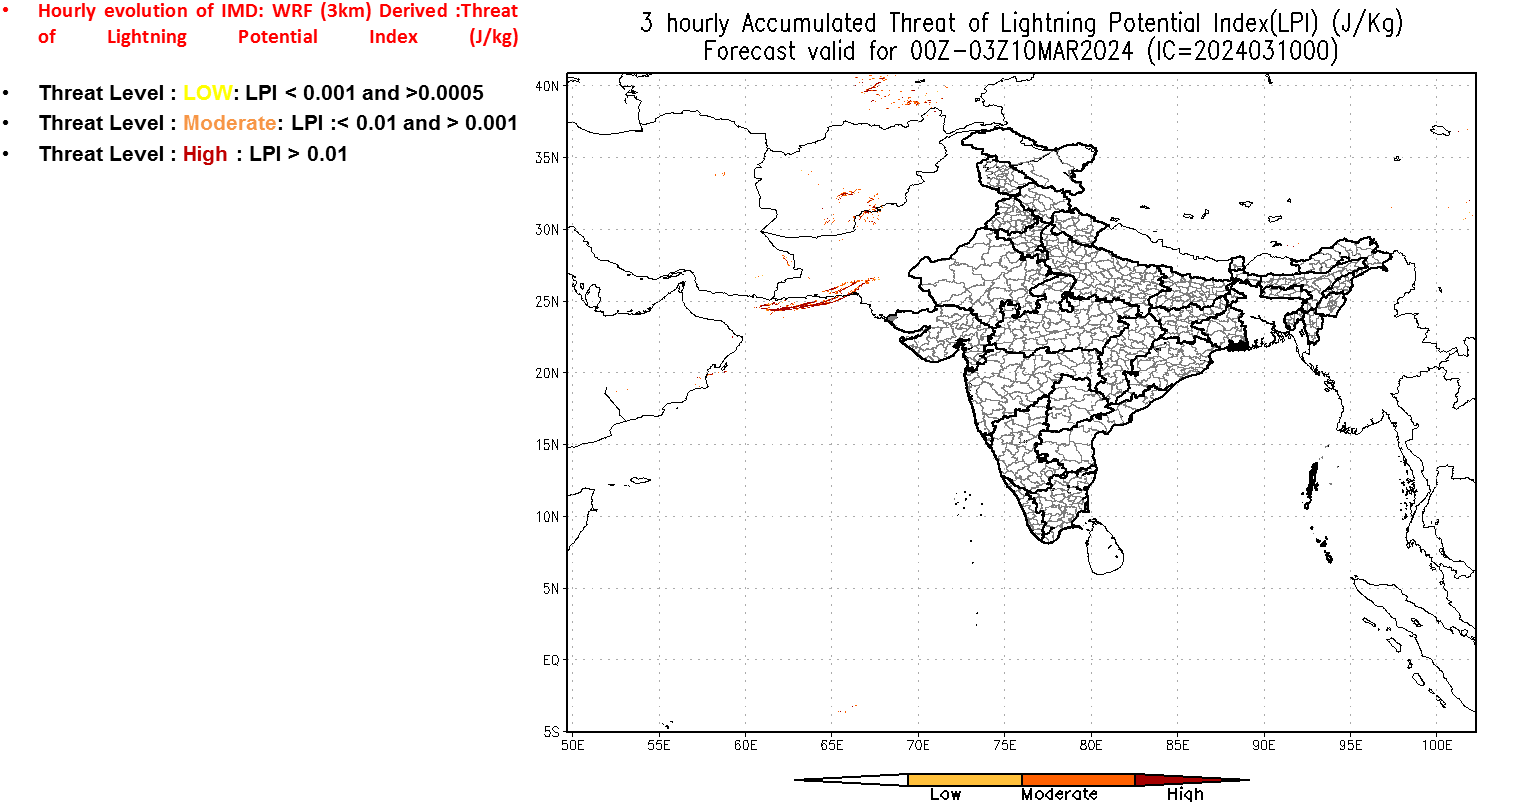 • Hourly evolution of IMD: WRF (3km) Derived :Threat
of Lightning Potential Index (J/kg)
• Threat Level : LOW: LPI < 0.001 and >0.0005
• Threat Level : Moderate: LPI :< 0.01 and > 0.001
• Threat Level : High : LPI > 0.01
3 hourly Accumulated Threat of Lightning Potential Index(LPI) (J/Kg)
Forecast valid for 00Z-03Z10MAR2024 (IC=2024031000)
40N
35N
30N
25N
20N
15N
10N
5N
EQ
5S
50E 55E 60E 65E 70E 75E 80E 85E 90E 95E 100E
Low Moderate High